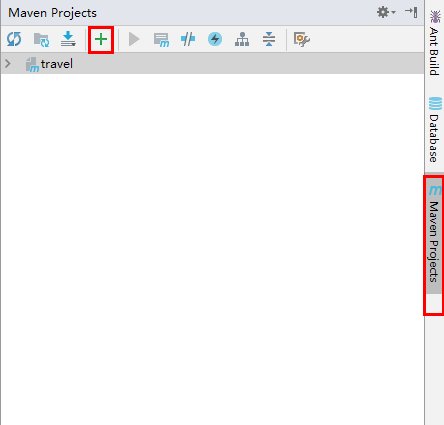 Maven Projects
travel
Ant Build
Database
Maven Projects